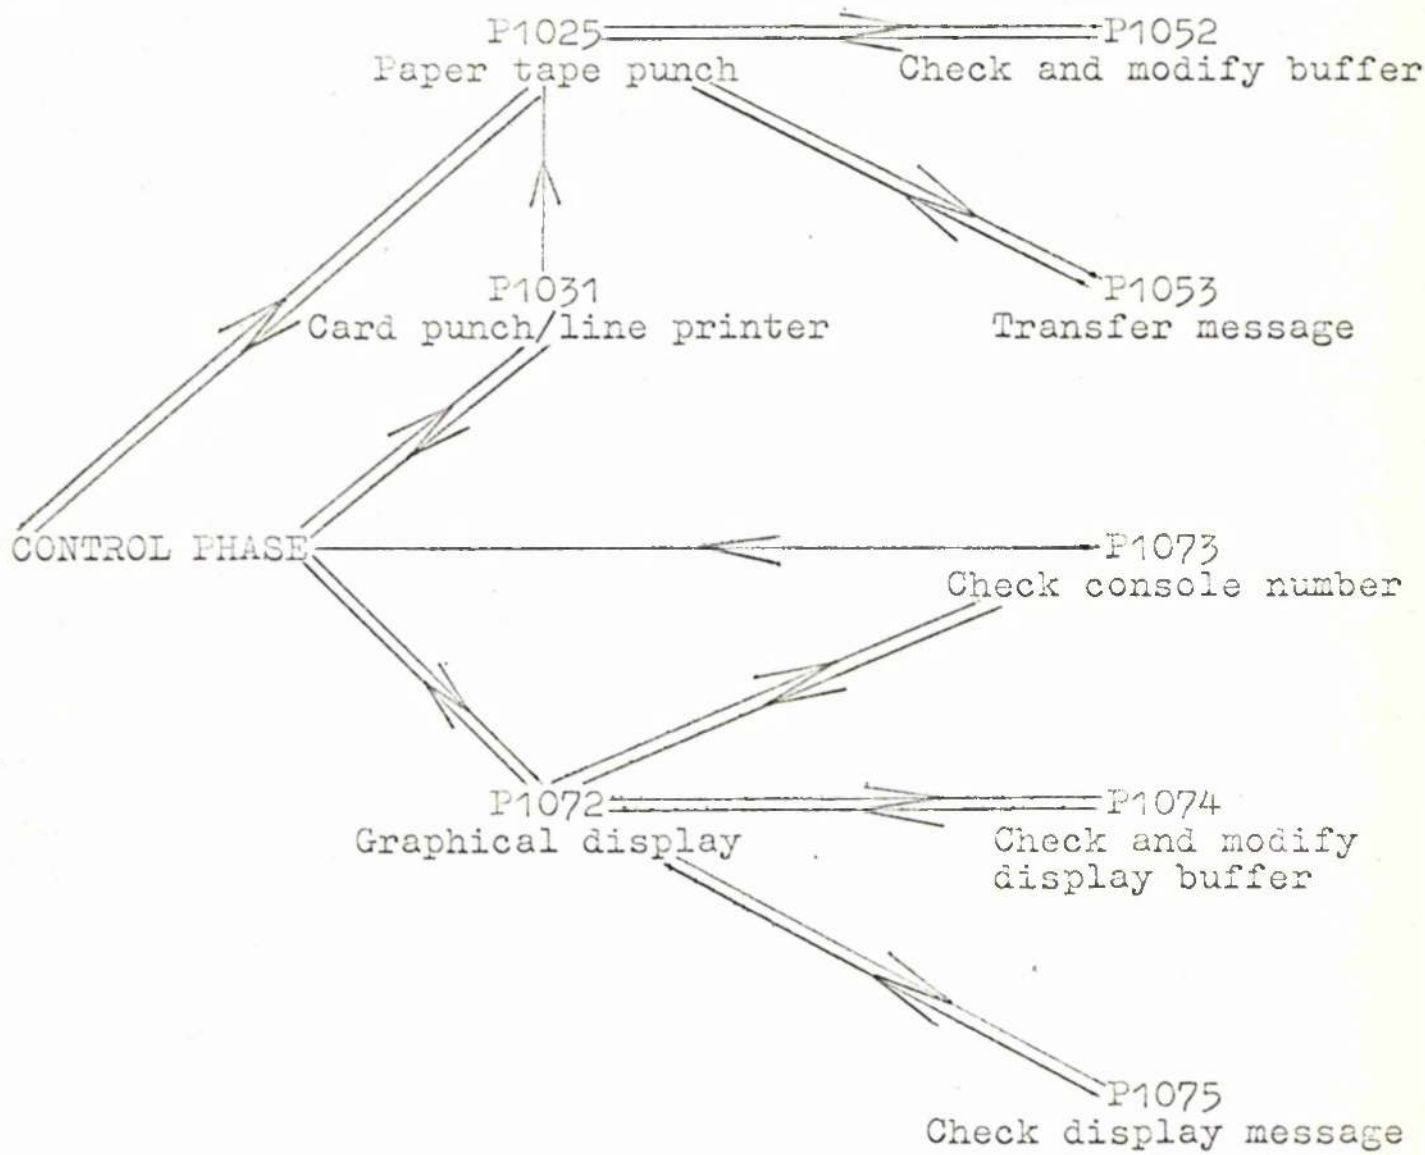 P1025
Paper tape punch
P1052
Check and modify buffer
P1031
Card punch/line printer
P1053
Transfer message
CONTROL PHASE
P1073
Check console number
P1072
Graphical display
P1074
Check and modify
display buffer
P1075
Check display message